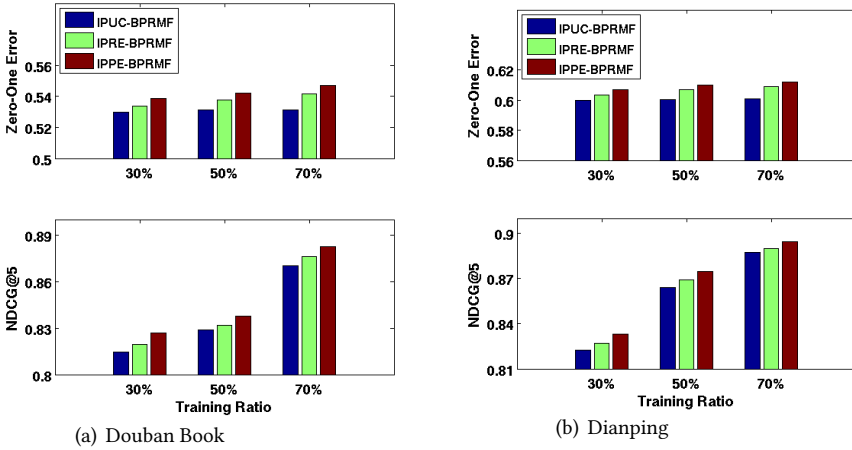 IPUC-BPRMF
IPRE-BPRMF
IPPE-BPRMF
Zero-One Error
0.56
0.54
0.52
0.5
30%
50%
70%
NDCG@5
0.89
0.86
0.83
0.8
30%
50%
70%
Training Ratio
(a) Douban Book
IPUC-BPRMF
IPRE-BPRMF
IPPE-BPRMF
Zero-One Error
0.62
0.6
0.58
0.56
30%
50%
70%
NDCG@5
0.9
0.87
0.84
0.81
30%
50%
70%
Training Ratio
(b) Dianping